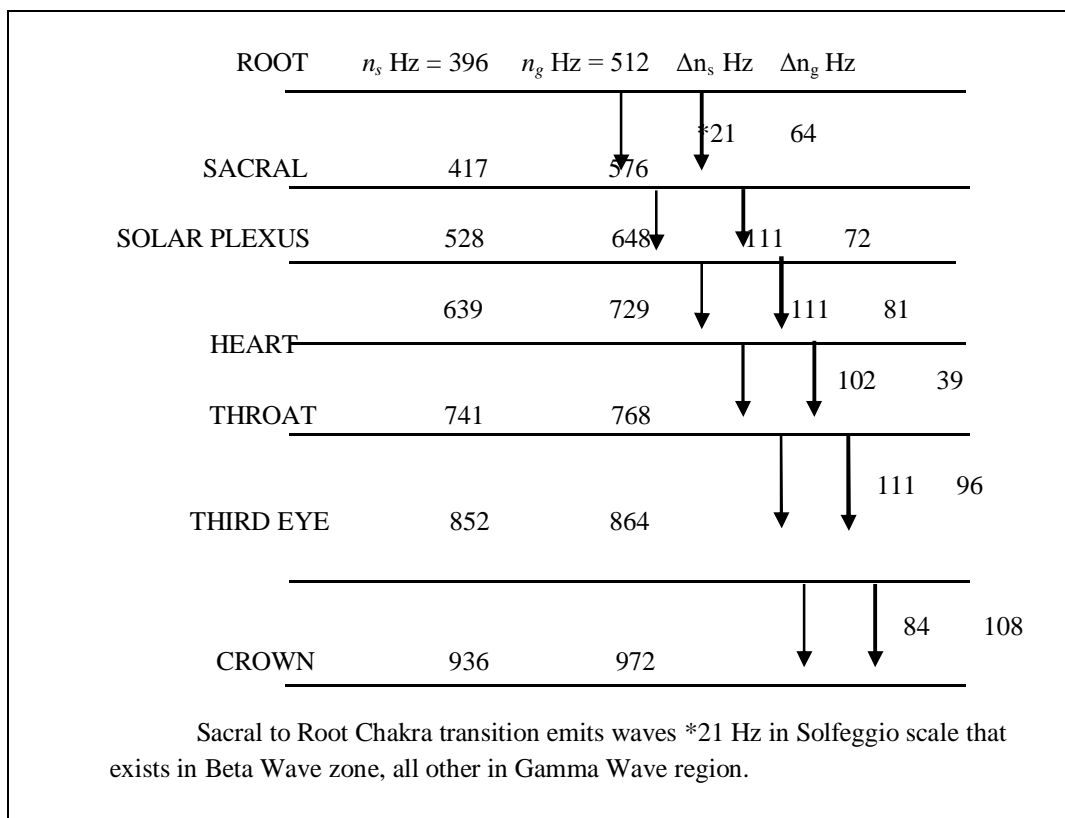 ROOT n_s Hz = 396 n_g Hz = 512 Δn_s Hz Δn_g Hz
*21 64
SACRAL 417 576
SOLAR PLEXUS 528 648 111 72
639 729 111 81
HEART
102 39
THROAT 741 768
111 96
THIRD EYE 852 864
84 108
CROWN 936 972
Sacral to Root Chakra transition emits waves *21 Hz in Solfeggio scale that
exists in Beta Wave zone, all other in Gamma Wave region.